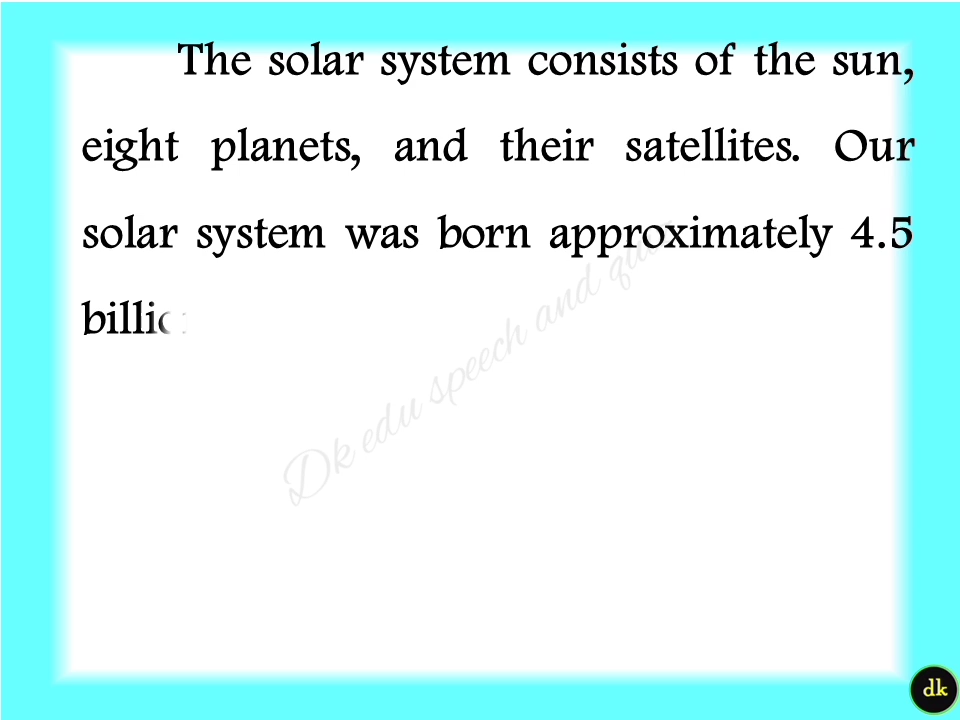 The solar system consists of the sun,
eight planets, and their satellites. Our
solar system was born approximately 4.5
Dk edu speech and
dk